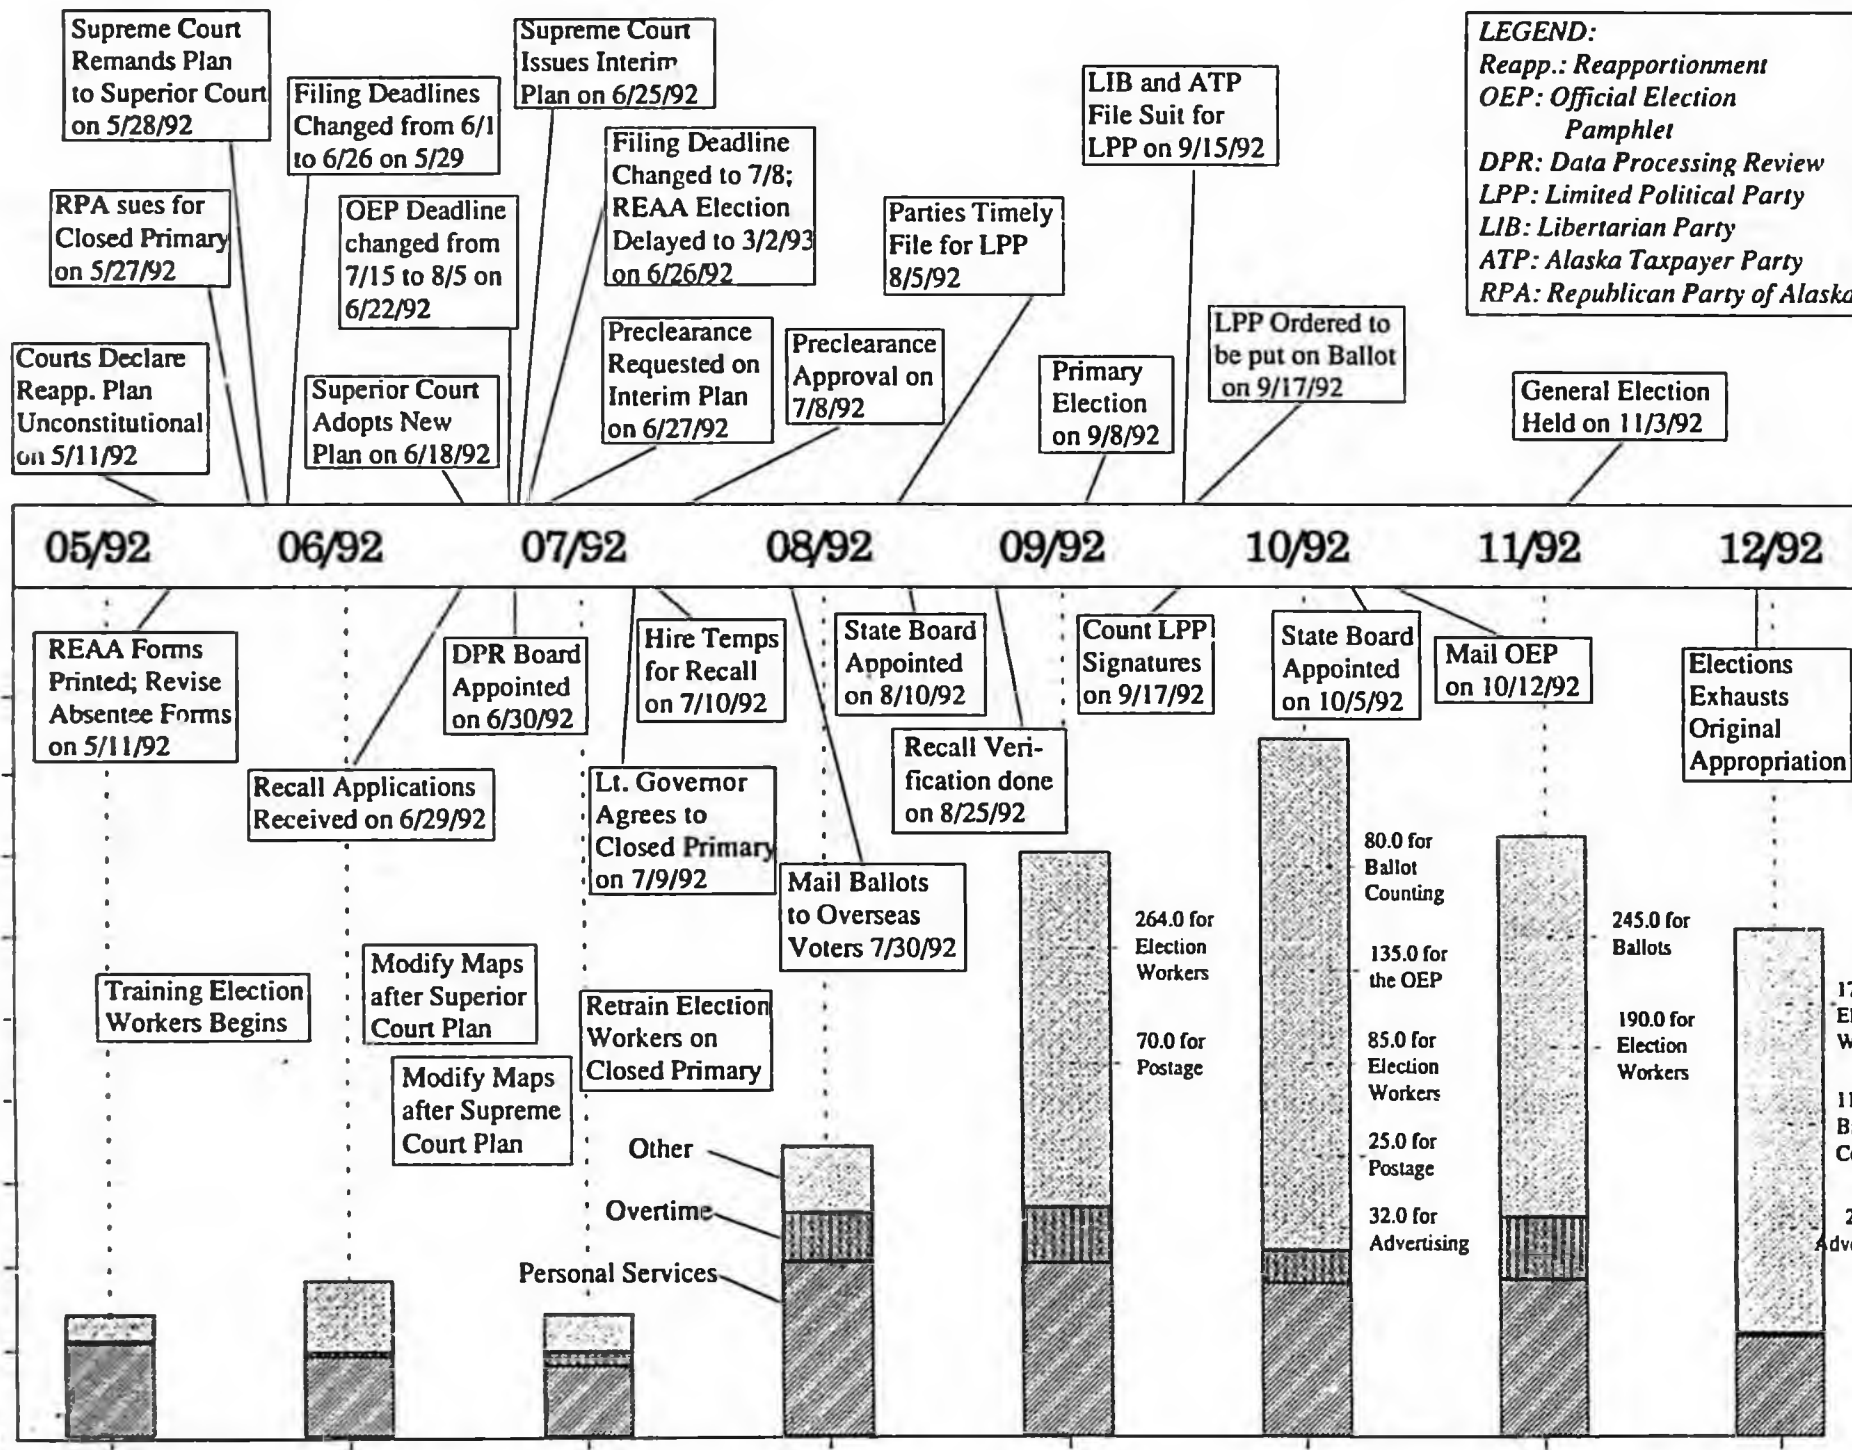 Supreme Court
Remands Plan
to Superior Court
on 5/28/92
Filing Deadlines
Changed from 6/1
to 6/26 on 5/29
Supreme Court
Issues Interim
Plan on 6/25/92
Filing Deadline
Changed to 7/8;
REAA Election
Delayed to 3/2/93
on 6/26/92
LIB and ATP
File Suit for
LPP on 9/15/92
LEGEND:
Reapp.: Reapportionment
OEP: Official Election
Pamphlet
DPR: Data Processing Review
LPP: Limited Political Party
LIB: Libertarian Party
ATP: Alaska Taxpayer Party
RPA: Republican Party of Alaska
RPA sues for
Closed Primary
on 5/27/92
OEP Deadline
changed from
7/15 to 8/5 on
6/22/92
Parties Timely
File for LPP
8/5/92
Courts Declare
Reapp. Plan
Unconstitutional
on 5/11/92
Superior Court
Adopts New
Plan on 6/18/92
Preclearance
Requested on
Interim Plan
on 6/27/92
Preclearance
Approval on
7/8/92
Primary
Election
on 9/8/92
LPP Ordered to
be put on Ballot
on 9/17/92
General Election
Held on 11/3/92
05/92 06/92 07/92 08/92 09/92 10/92 11/92 12/92
REAA Forms
Printed; Revise
Absentee Forms
on 5/11/92
Recall Applications
Received on 6/29/92
DPR Board
Appointed
on 6/30/92
Hire Temps
for Recall
on 7/10/92
Lt. Governor
Agrees to
Closed Primary
on 7/9/92
State Board
Appointed
on 8/10/92
Recall Veri-
fication done
on 8/25/92
Mail Ballots
to Overseas
Voters 7/30/92
Count LPP
Signatures
on 9/17/92
State Board
Appointed
on 10/5/92
Mail OEP
on 10/12/92
Elections
Exhausts
Original
Appropriation
Training Election
Workers Begins
Modify Maps
after Superior
Court Plan
Modify Maps
after Supreme
Court Plan
Retrain Election
Workers on
Closed Primary
Other
Overtime
Personal Services
264.0 for
Election
Workers
70.0 for
Postage
80.0 for
Ballot
Counting
135.0 for
the OEP
85.0 for
Election
Workers
25.0 for
Postage
32.0 for
Advertising
245.0 for
Ballots
190.0 for
Election
Workers